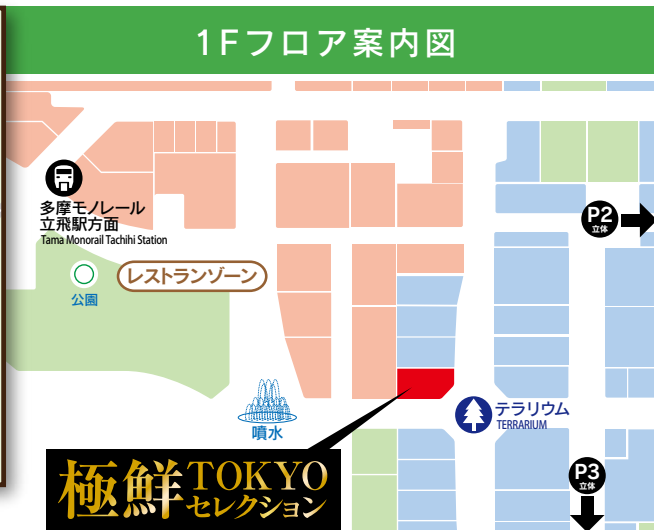 1Fフロア案内図
多摩モノレール
立飛駅方面
Tama Monorail Tachihi Station
P2
立体
レストランゾーン
公園
噴水
テラリウム
TERRARIUM
極鮮TOKYO
セレクション
P3
立体